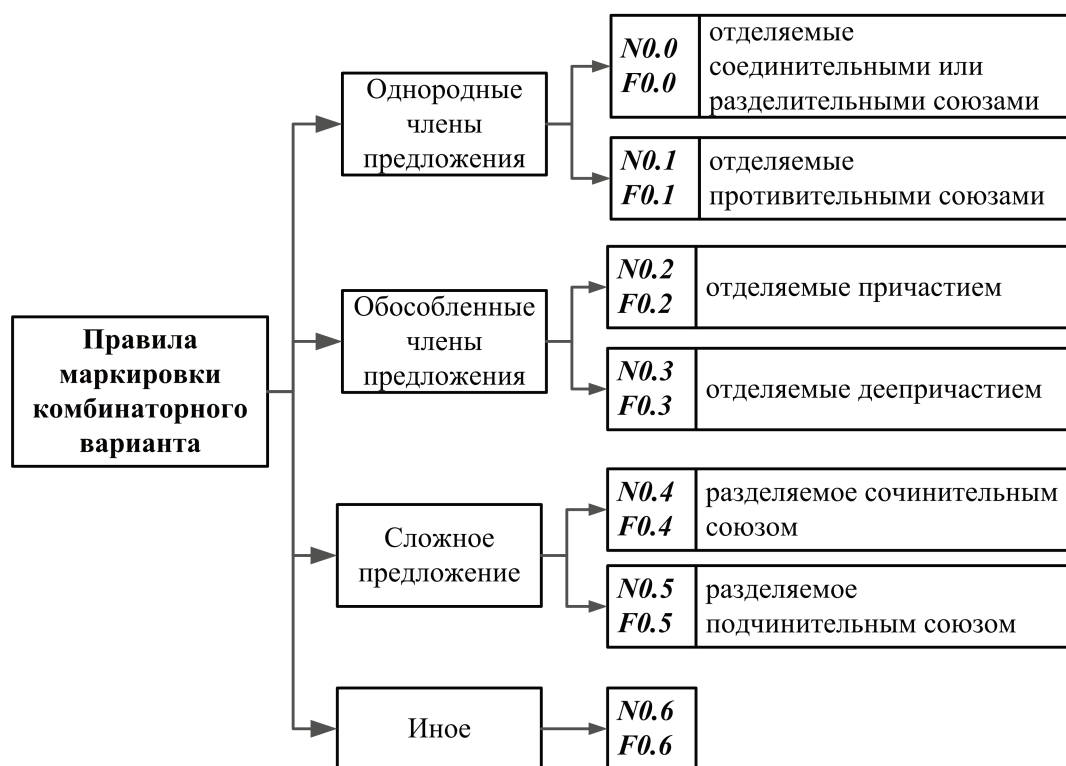 Правила
маркировки
комбинаторного
варианта
Однородные
члены
предложения
N0.0
F0.0
отделяемые
соединительными или
разделительными союзами
N0.1
F0.1
отделяемые
противительными союзами
Обособленные
члены
предложения
N0.2
F0.2
отделяемые причастием
N0.3
F0.3
отделяемые деепричастием
Сложное
предложение
N0.4
F0.4
разделяемое сочинительным
союзом
N0.5
F0.5
разделяемое
подчинительным союзом
Иное
N0.6
F0.6